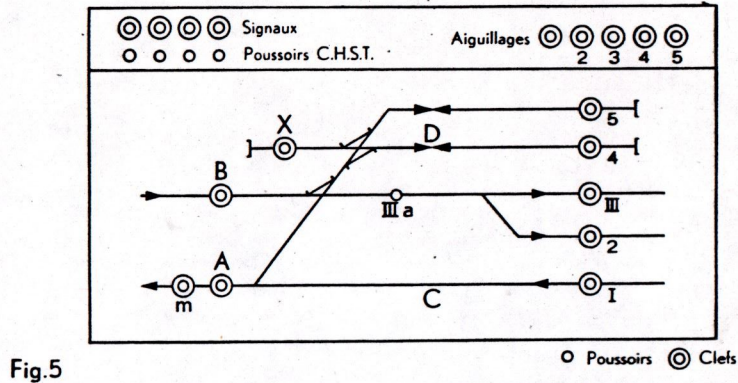 Signaux
Poussoirs C.H.S.T.
Aiguillages
2 3 4 5
5
X
D
4
B
III a
III
2
A
m
C
I
Poussoirs Clefs
Fig.5